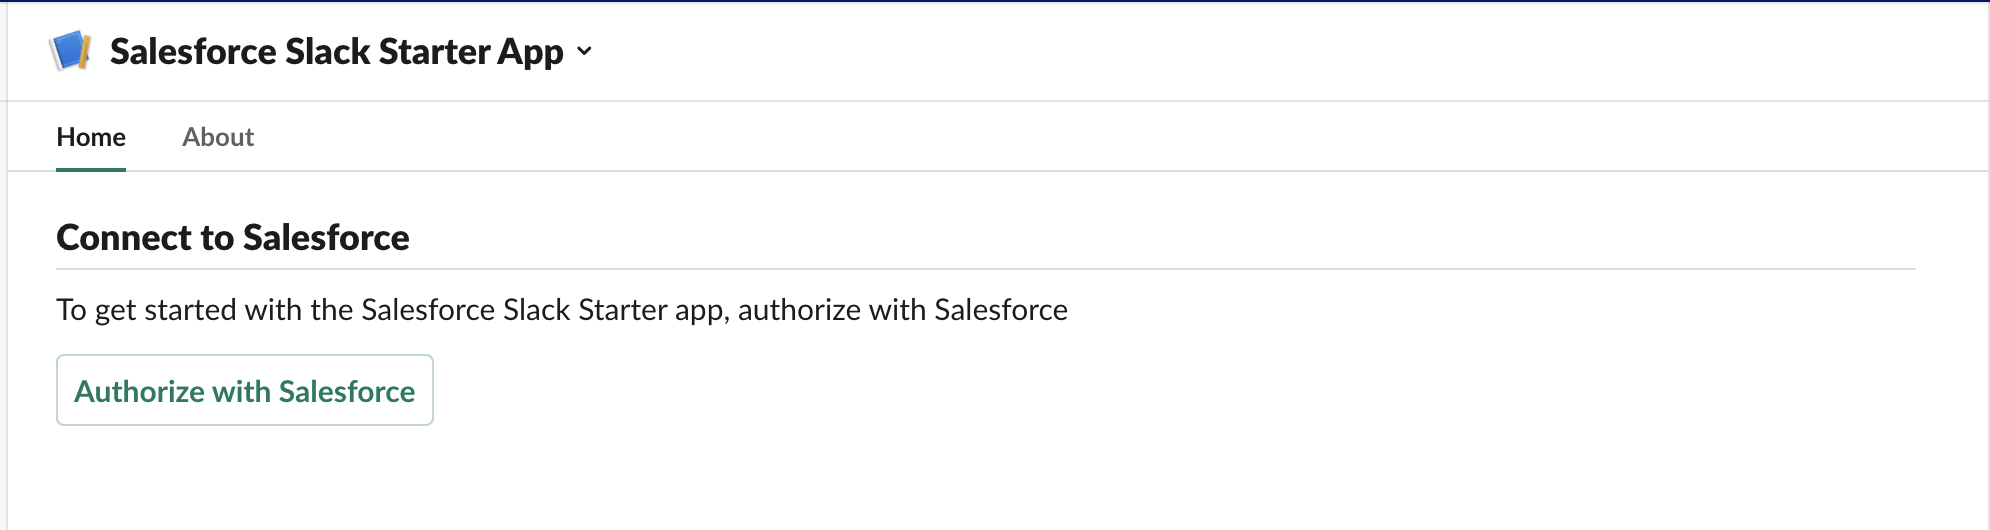 Salesforce Slack Starter App
Home About
Connect to Salesforce
To get started with the Salesforce Slack Starter app, authorize with Salesforce
Authorize with Salesforce